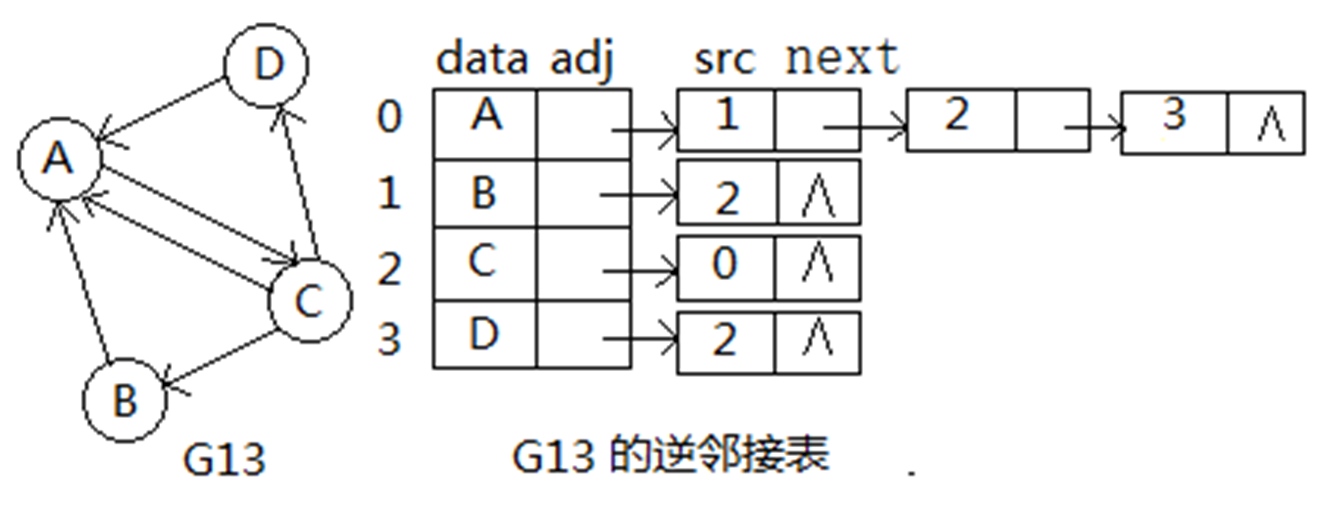 D
A
C
B
G13
data adj src next
0 A 1 2 3 ∧
1 B 2 ∧
2 C 0 ∧
3 D 2 ∧
G13 的逆邻接表 .